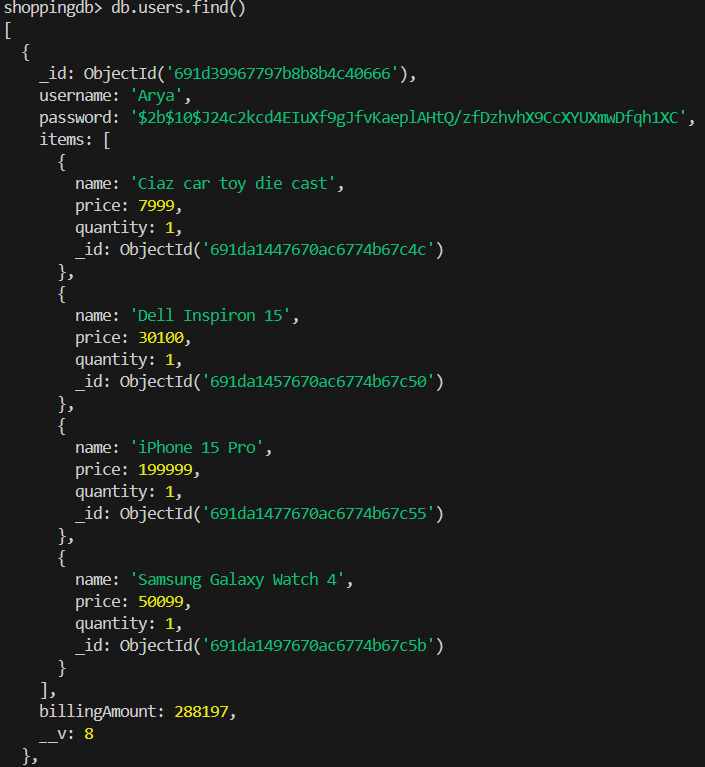 shoppingdb> db.users.find()
[
  {
    _id: ObjectId('691d39967797b8b8b4c40666'),
    username: 'Arya',
    password: '$2b$10$J24c2kcd4EIuXf9gJfvKaeplAHtQ/zfDzhvhX9CcXYUXmwDfqh1XC',
    items: [
      {
        name: 'Ciaz car toy die cast',
        price: 7999,
        quantity: 1,
        _id: ObjectId('691da1447670ac6774b67c4c')
      },
      {
        name: 'Dell Inspiron 15',
        price: 30100,
        quantity: 1,
        _id: ObjectId('691da1457670ac6774b67c50')
      },
      {
        name: 'iPhone 15 Pro',
        price: 199999,
        quantity: 1,
        _id: ObjectId('691da1477670ac6774b67c55')
      },
      {
        name: 'Samsung Galaxy Watch 4',
        price: 50099,
        quantity: 1,
        _id: ObjectId('691da1497670ac6774b67c5b')
      }
    ],
    billingAmount: 288197,
    __v: 8
  },